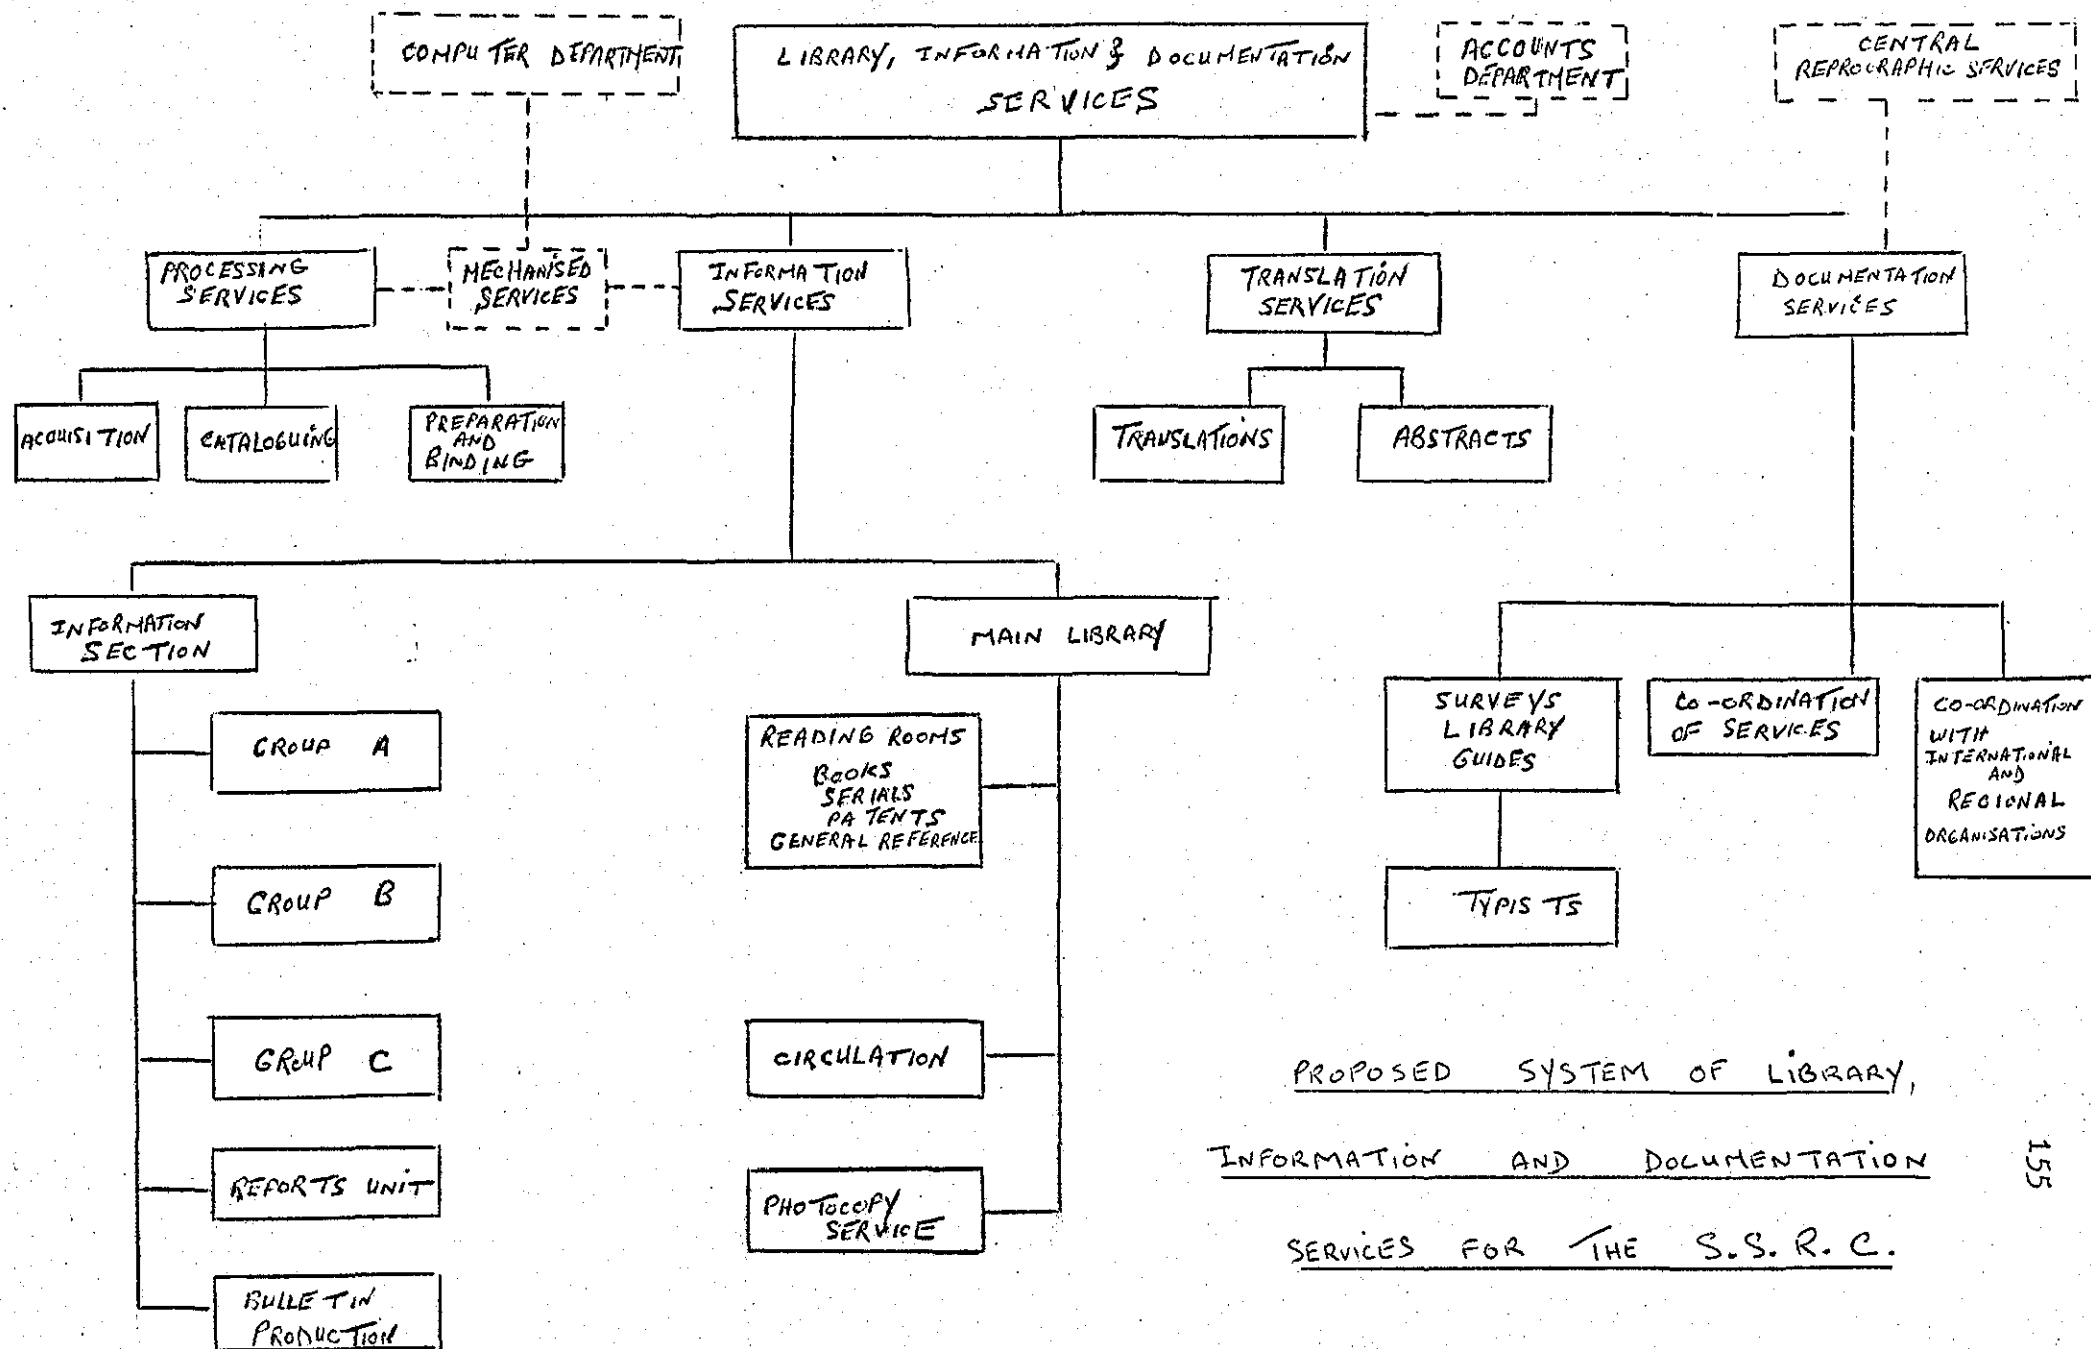 COMPUTER DEPARTMENT
LIBRARY, INFORMATION & DOCUMENTATION
SERVICES
ACCOUNTS
DEPARTMENT
CENTRAL
REPROGRAPHIC SERVICES
PROCESSING
SERVICES
MECHANISED
SERVICES
INFORMATION
SERVICES
TRANSLATION
SERVICES
DOCUMENTATION
SERVICES
ACQUISITION
CATALOGUING
PREPARATION
AND
BINDING
TRANSLATIONS
ABSTRACTS
INFORMATION
SECTION
MAIN LIBRARY
GROUP A
GROUP B
GROUP C
REPORTS UNIT
BULLETIN
PRODUCTION
READING ROOMS
BOOKS
SERIALS
PATENTS
GENERAL REFERENCE
CIRCULATION
PHOTOCOPY
SERVICE
SURVEYS
LIBRARY
GUIDES
TYPISTS
CO-ORDINATION
OF SERVICES
CO-ORDINATION
WITH
INTERNATIONAL
AND
REGIONAL
ORGANISATIONS
PROPOSED SYSTEM OF LIBRARY,
INFORMATION AND DOCUMENTATION
SERVICES FOR THE S.S.R.C.
155